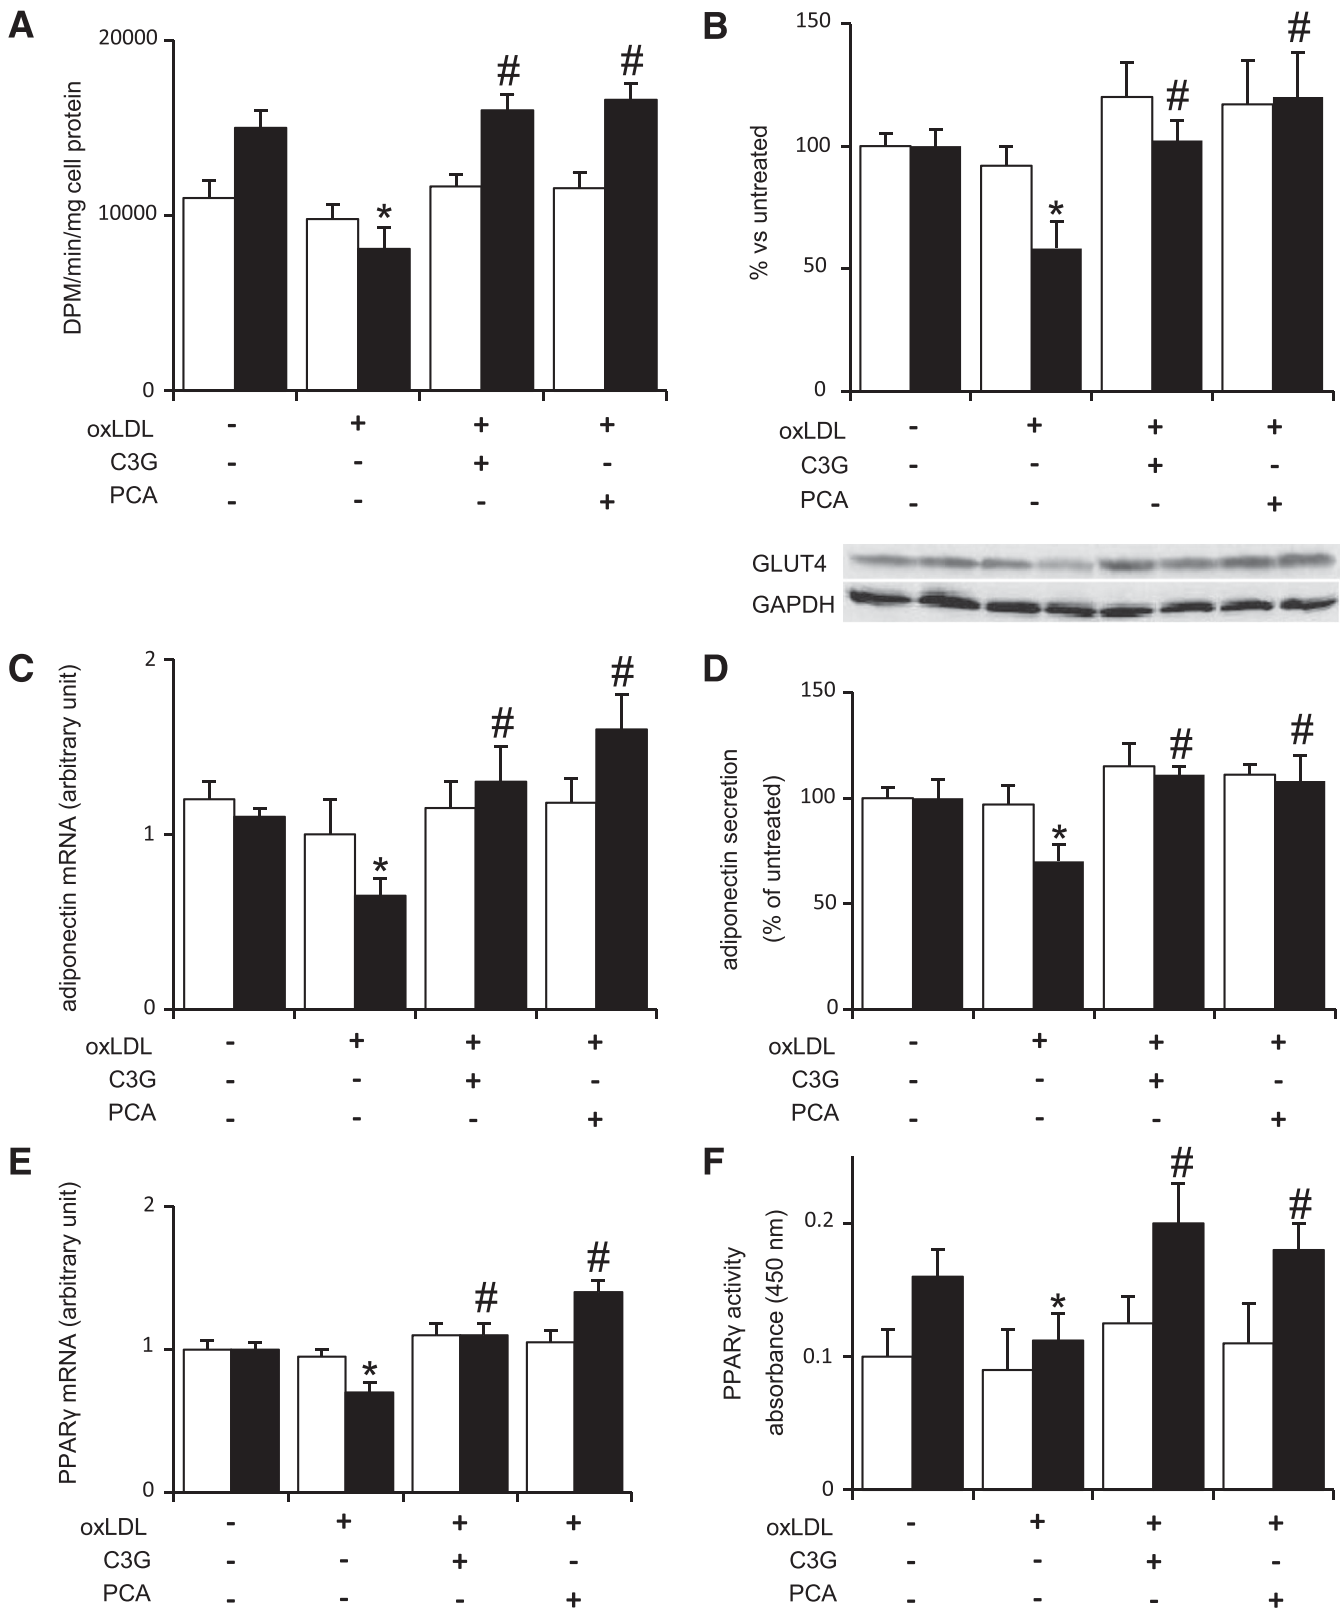 A
20000
10000
0
DPM/min/mg cell protein
*
#
#
oxLDL - + + +
C3G - - + -
PCA - - - +
B
150
100
50
0
% vs untreated
*
#
#
oxLDL - + + +
C3G - - + -
PCA - - - +
GLUT4
GAPDH
C
2
1
0
adiponectin mRNA (arbitrary unit)
*
#
#
oxLDL - + + +
C3G - - + -
PCA - - - +
D
150
100
50
0
adiponectin secretion
(% of untreated)
*
#
#
oxLDL - + + +
C3G - - + -
PCA - - - +
E
2
1
0
PPARγ mRNA (arbitrary unit)
*
#
#
oxLDL - + + +
C3G - - + -
PCA - - - +
F
0.2
0.1
0
PPARγ activity
absorbance (450 nm)
*
#
#
oxLDL - + + +
C3G - - + -
PCA - - - +